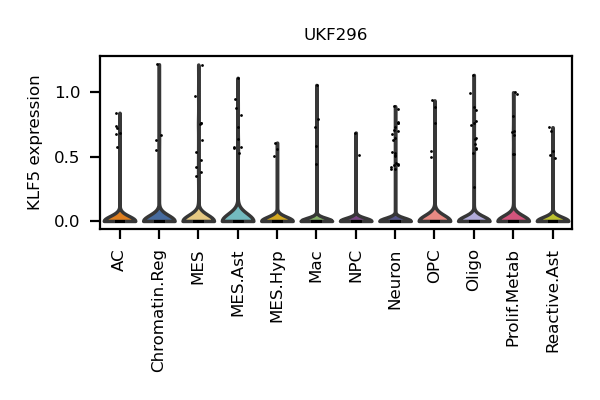 UKF296
KLF5 expression
1.0
0.5
0.0
AC
Chromatin.Reg
MES
MES.Ast
MES.Hyp
Mac
NPC
Neuron
OPC
Oligo
Prolif.Metab
Reactive.Ast